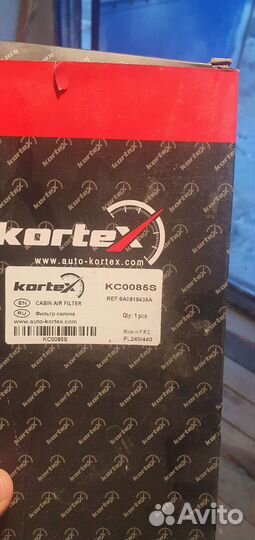 kortex
www.auto-kortex.com
kortex
KC0085S
REF:6A0819439A
EN CABIN AIR FILTER
RU Фильтр салона
www.auto-kortex.com
Qty: 1 pcs
Made in P.R.C.
KC0085S
FL240/440
Avito